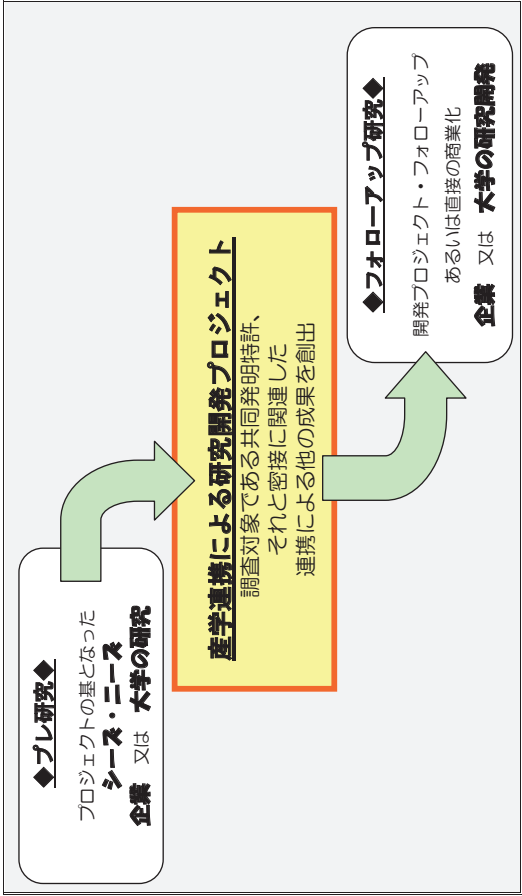 ◆プレ研究◆
プロジェクトの基となった
シーズ・ニーズ
企業 又は 大学の研究
産学連携による研究開発プロジェクト
調査対象である共同発明特許、
それと密接に関連した
連携による他の成果を創出
◆フォローアップ研究◆
開発プロジェクト・フォローアップ
あるいは直接の商業化
企業 又は 大学の研究開発